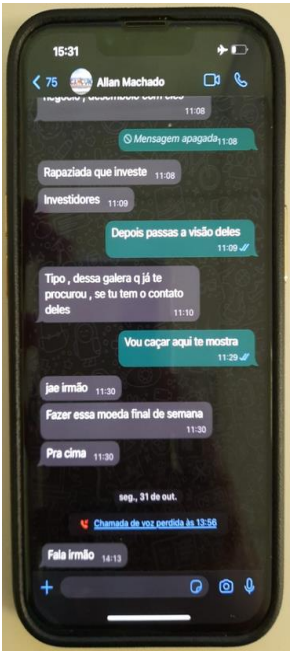 15:31
75 Allan Machado
negocio , desembolo com eles
11:08
Mensagem apagada 11:08
Rapaziada que investe 11:08
Investidores 11:09
Depois passas a visão deles
11:09
Tipo , dessa galera q já te
procurou , se tu tem o contato
deles
11:10
Vou caçar aqui te mostra
11:29
jae irmão 11:30
Fazer essa moeda final de semana
11:30
Pra cima 11:30
seg., 31 de out.
Chamada de voz perdida às 13:56
Fala irmão 14:13